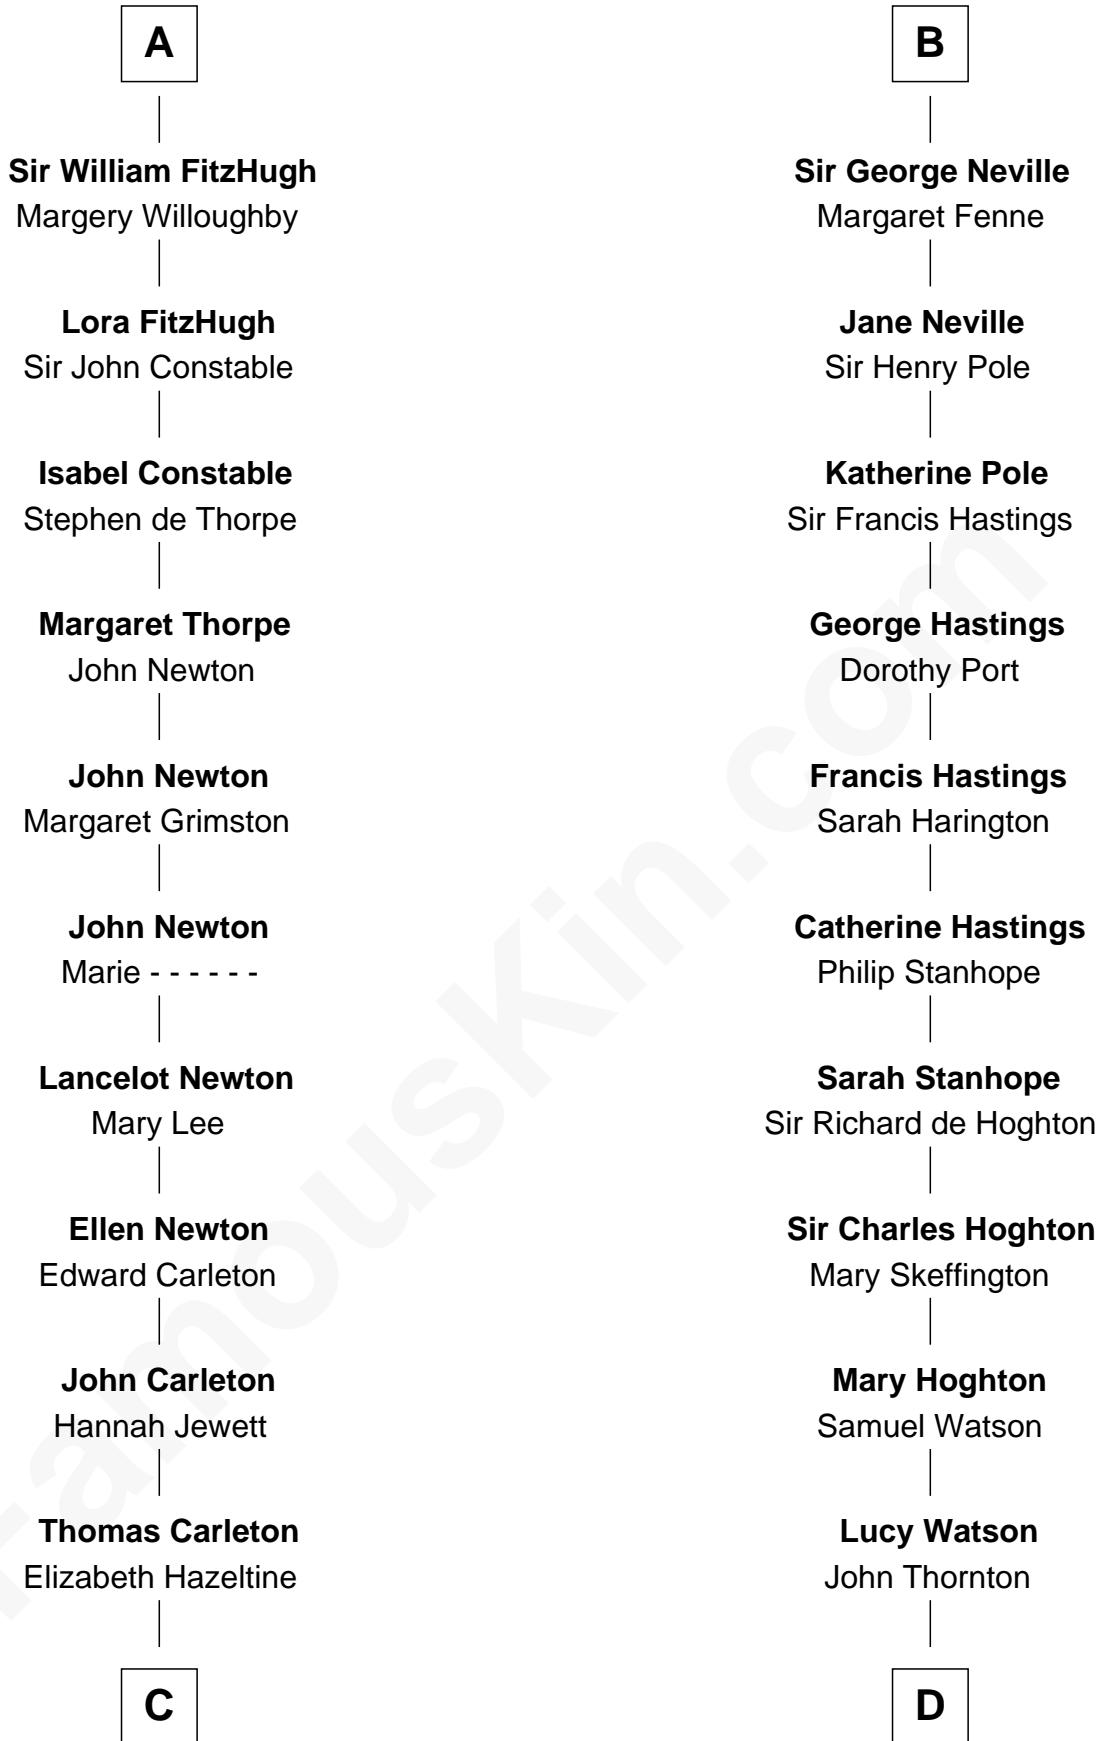 A
Sir William FitzHugh
Margery Willoughby
Lora FitzHugh
Sir John Constable
Isabel Constable
Stephen de Thorpe
Margaret Thorpe
John Newton
John Newton
Margaret Grimston
John Newton
Marie - - - - - -
Lancelot Newton
Mary Lee
Ellen Newton
Edward Carleton
John Carleton
Hannah Jewett
Thomas Carleton
Elizabeth Hazeltine
C
B
Sir George Neville
Margaret Fenne
Jane Neville
Sir Henry Pole
Katherine Pole
Sir Francis Hastings
George Hastings
Dorothy Port
Francis Hastings
Sarah Harington
Catherine Hastings
Philip Stanhope
Sarah Stanhope
Sir Richard de Hoghton
Sir Charles Hoghton
Mary Skeffington
Mary Hoghton
Samuel Watson
Lucy Watson
John Thornton
D
FamousKin.com